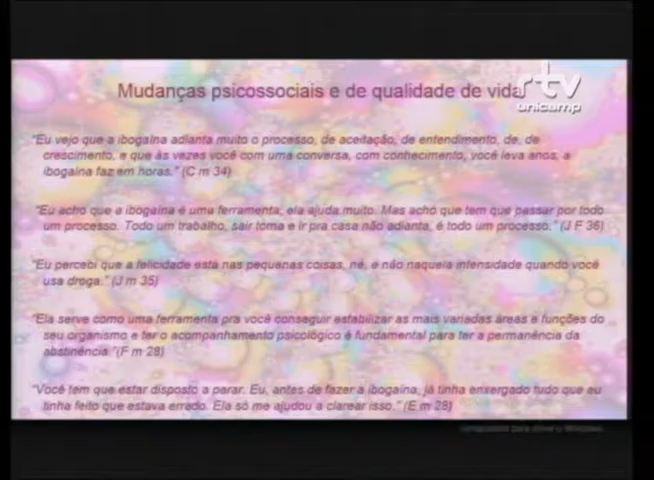 Mudanças psicossociais e de qualidade de vida
rtv
unicamp
"Eu vejo que a ibogaína adianta muito o processo, de aceitação, de entendimento, de, de
crescimento, e que às vezes você com uma conversa, com conhecimento, você leva anos, a
ibogaína faz em horas." (C m 34)
"Eu acho que a ibogaína é uma ferramenta, ela ajuda muito. Mas acho que tem que passar por todo
um processo. Todo um trabalho, sair toma e ir pra casa não adianta, é todo um processo." (J F 36)
"Eu percebi que a felicidade está nas pequenas coisas, né, e não naquela intensidade quando você
usa droga." (J m 35)
"Ela serve como uma ferramenta pra você conseguir estabilizar as mais variadas áreas e funções do
seu organismo e ter o acompanhamento psicológico é fundamental para ter a permanência da
abstinência."(F m 28)
"Você tem que estar disposto a parar. Eu, antes de fazer a ibogaína, já tinha enxergado tudo que eu
tinha feito que estava errado. Ela só me ajudou a clarear isso." (E m 28)